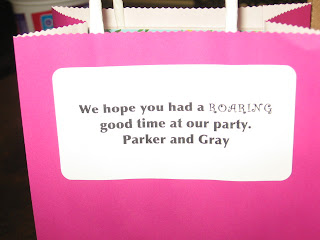 We hope you had a ROARING
good time at our party.
Parker and Gray